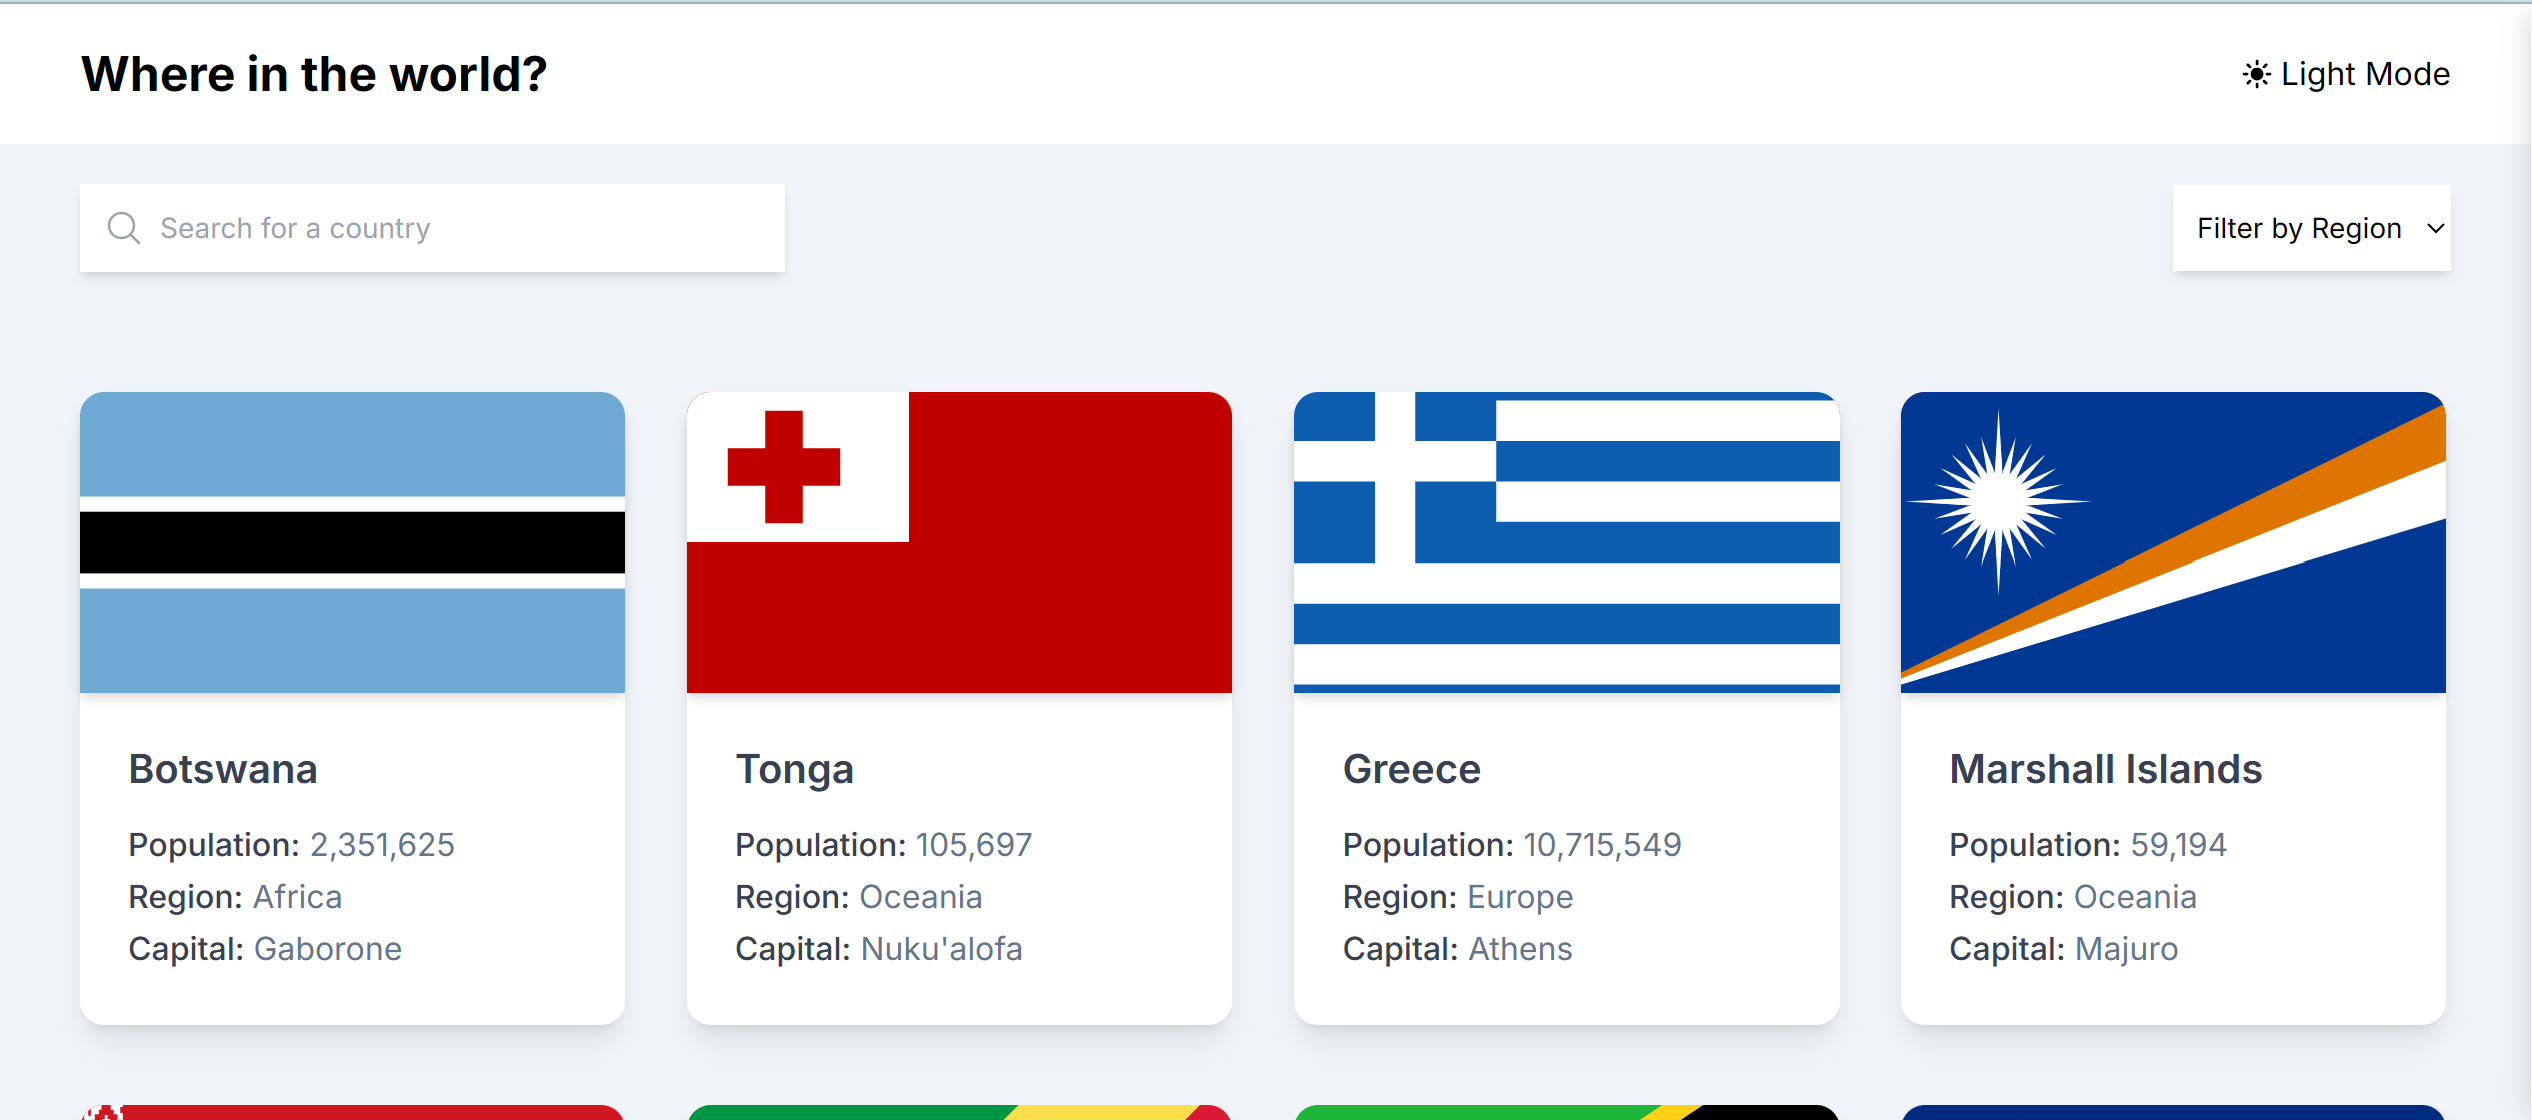 Where in the world?
Light Mode
Search for a country
Filter by Region
Botswana
Population: 2,351,625
Region: Africa
Capital: Gaborone
Tonga
Population: 105,697
Region: Oceania
Capital: Nuku'alofa
Greece
Population: 10,715,549
Region: Europe
Capital: Athens
Marshall Islands
Population: 59,194
Region: Oceania
Capital: Majuro